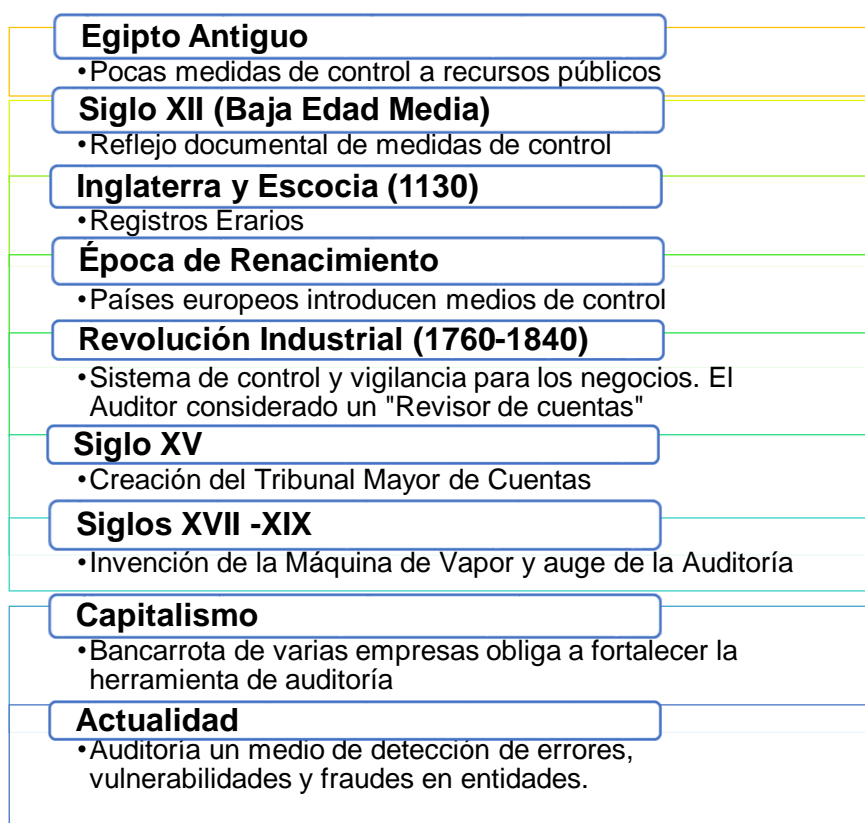 Egipto Antiguo
•Pocas medidas de control a recursos públicos
Siglo XII (Baja Edad Media)
•Reflejo documental de medidas de control
Inglaterra y Escocia (1130)
•Registros Erarios
Época de Renacimiento
•Países europeos introducen medios de control
Revolución Industrial (1760-1840)
•Sistema de control y vigilancia para los negocios. El
Auditor considerado un "Revisor de cuentas"
Siglo XV
•Creación del Tribunal Mayor de Cuentas
Siglos XVII -XIX
•Invención de la Máquina de Vapor y auge de la Auditoría
Capitalismo
•Bancarrota de varias empresas obliga a fortalecer la
herramienta de auditoría
Actualidad
•Auditoría un medio de detección de errores,
vulnerabilidades y fraudes en entidades.